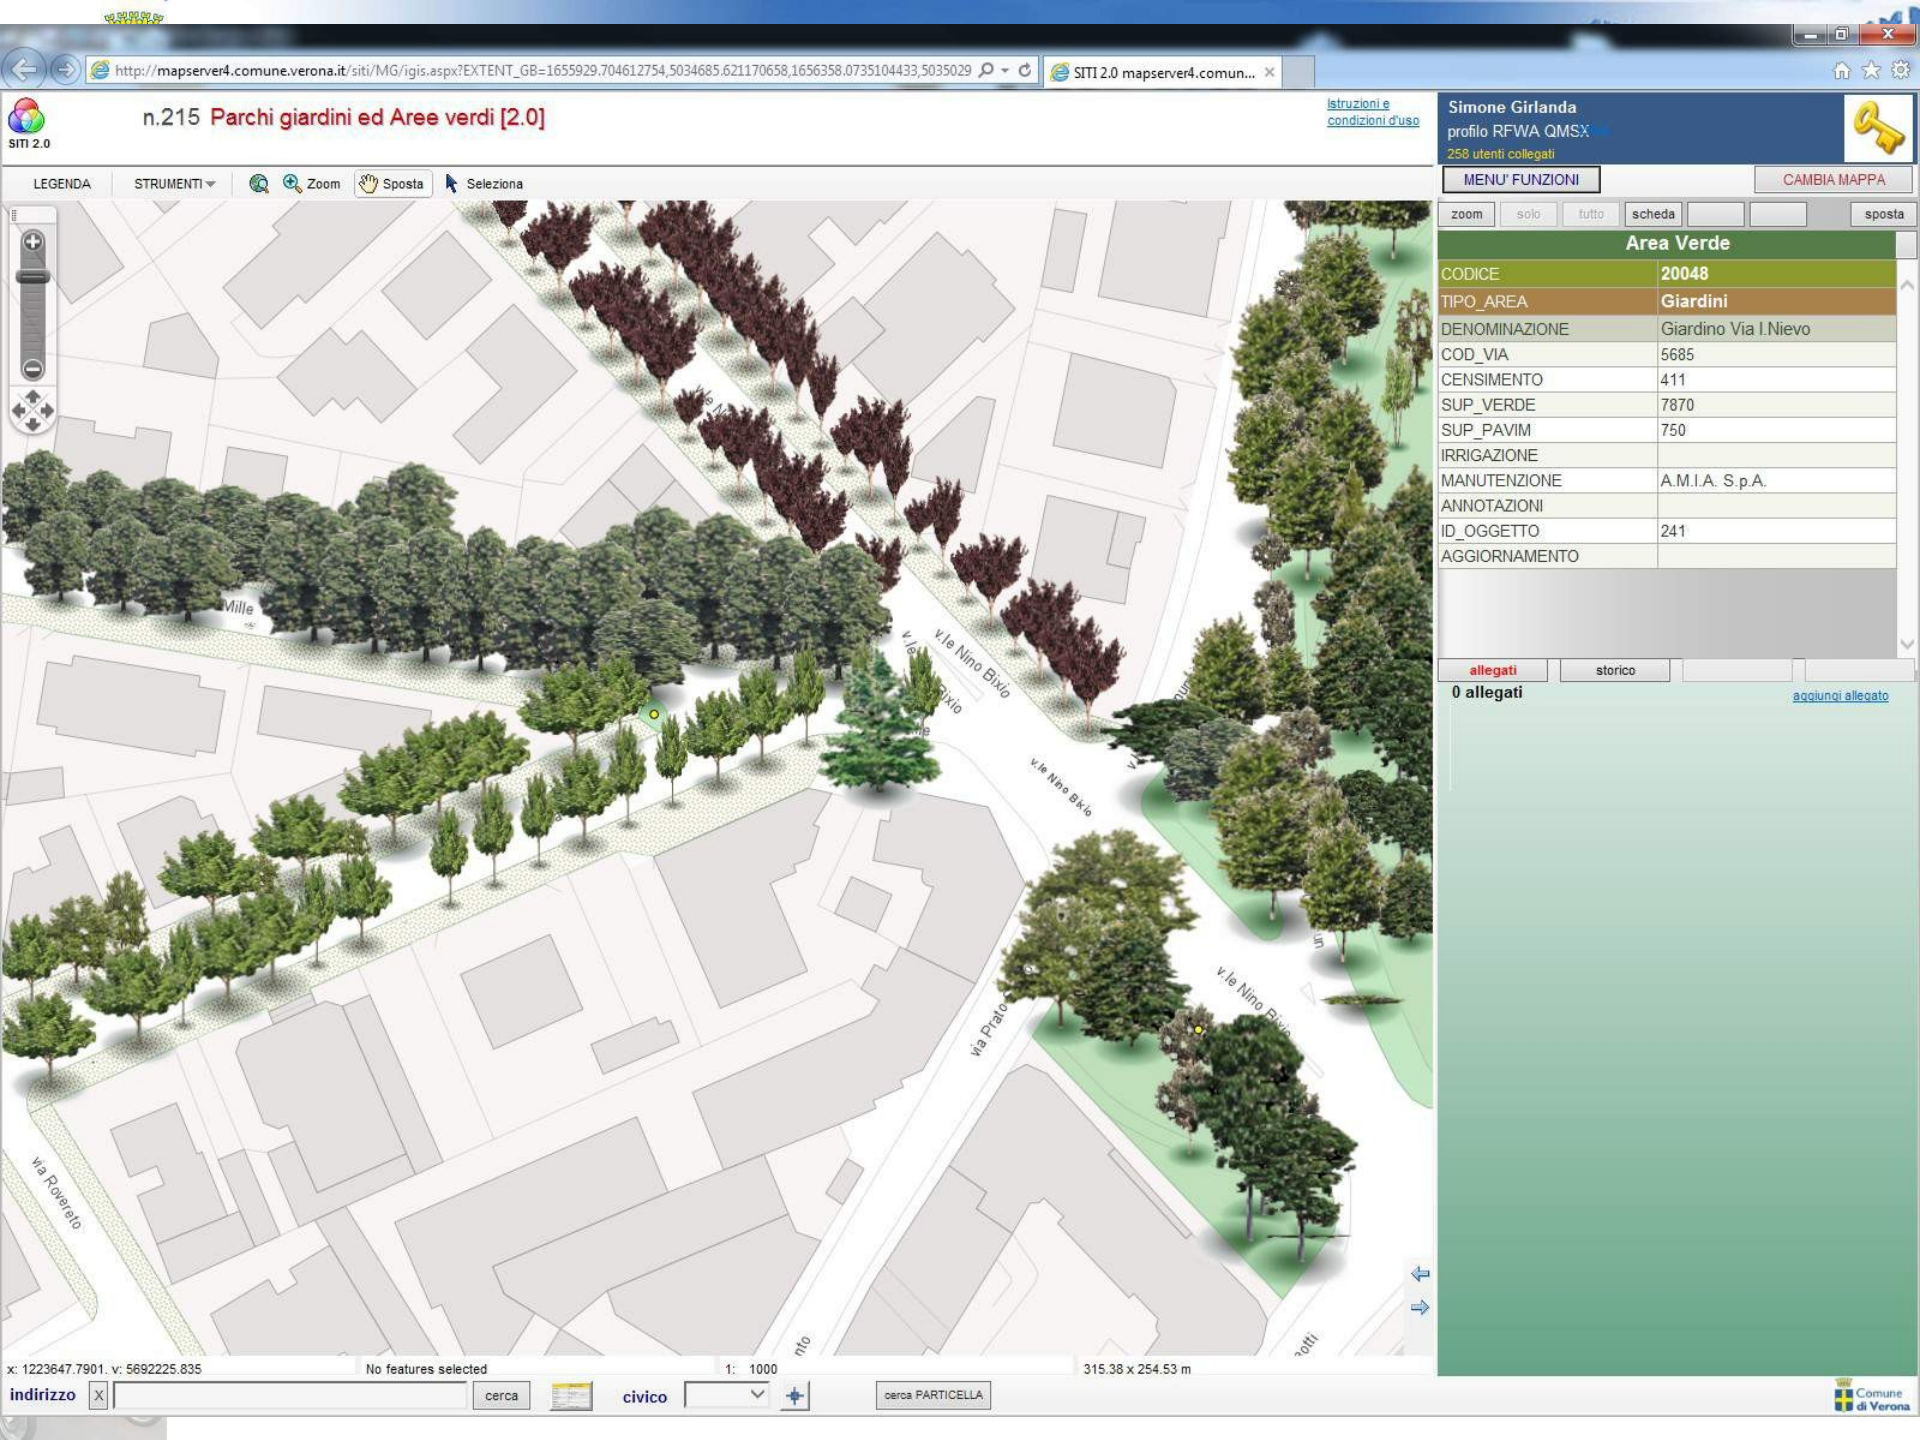 http://mapserver4.comune.verona.it/siti/MG/igis.aspx?EXTENT_GB=1655929.704612754,5034685.621170658,1656358.0735104433,5035029
SITI 2.0 mapserver4.comun...
SITI 2.0
n.215 Parchi giardini ed Aree verdi [2.0]
Istruzioni e
condizioni d'uso
Simone Girlanda
profilo RFWA QMSX
258 utenti collegati
LEGENDA STRUMENTI Zoom Sposta Seleziona
MENU' FUNZIONI CAMBIA MAPPA
zoom solo tutto scheda sposta
Area Verde
CODICE 20048
TIPO_AREA Giardini
DENOMINAZIONE Giardino Via I.Nievo
COD_VIA 5685
CENSIMENTO 411
SUP_VERDE 7870
SUP_PAVIM 750
IRRIGAZIONE
MANUTENZIONE A.M.I.A. S.p.A.
ANNOTAZIONI
ID_OGGETTO 241
AGGIORNAMENTO
allegati storico
0 allegati aggiungi allegato
Mille
v.le Nino Bixio
v.le Nino Bixio
v.le Nino Bixio
via Prato
via Rovereto
x: 1223647.7901, y: 5692225.835 No features selected 1: 1000 315.38 x 254.53 m
indirizzo X cerca civico cerca PARTICELLA
Comune
di Verona